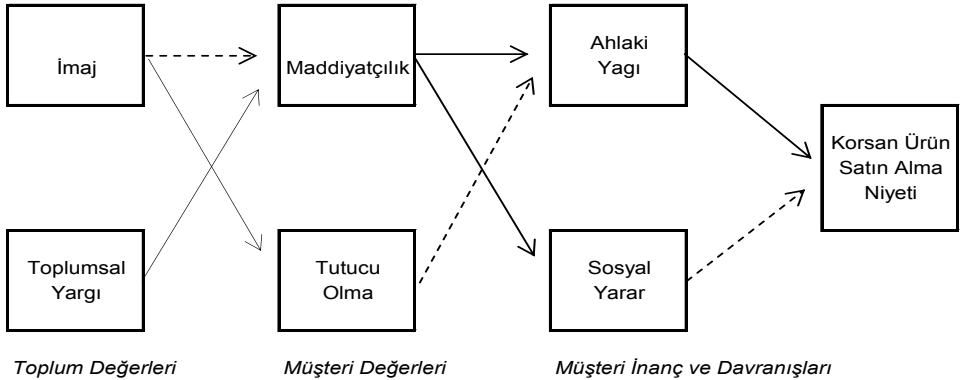 İmaj
Maddiyatçılık
Ahlaki
Yagı
Korsan Ürün
Satın Alma
Niyeti
Toplumsal
Yargı
Tutucu
Olma
Sosyal
Yarar
Toplum Değerleri
Müşteri Değerleri
Müşteri İnanç ve Davranışları